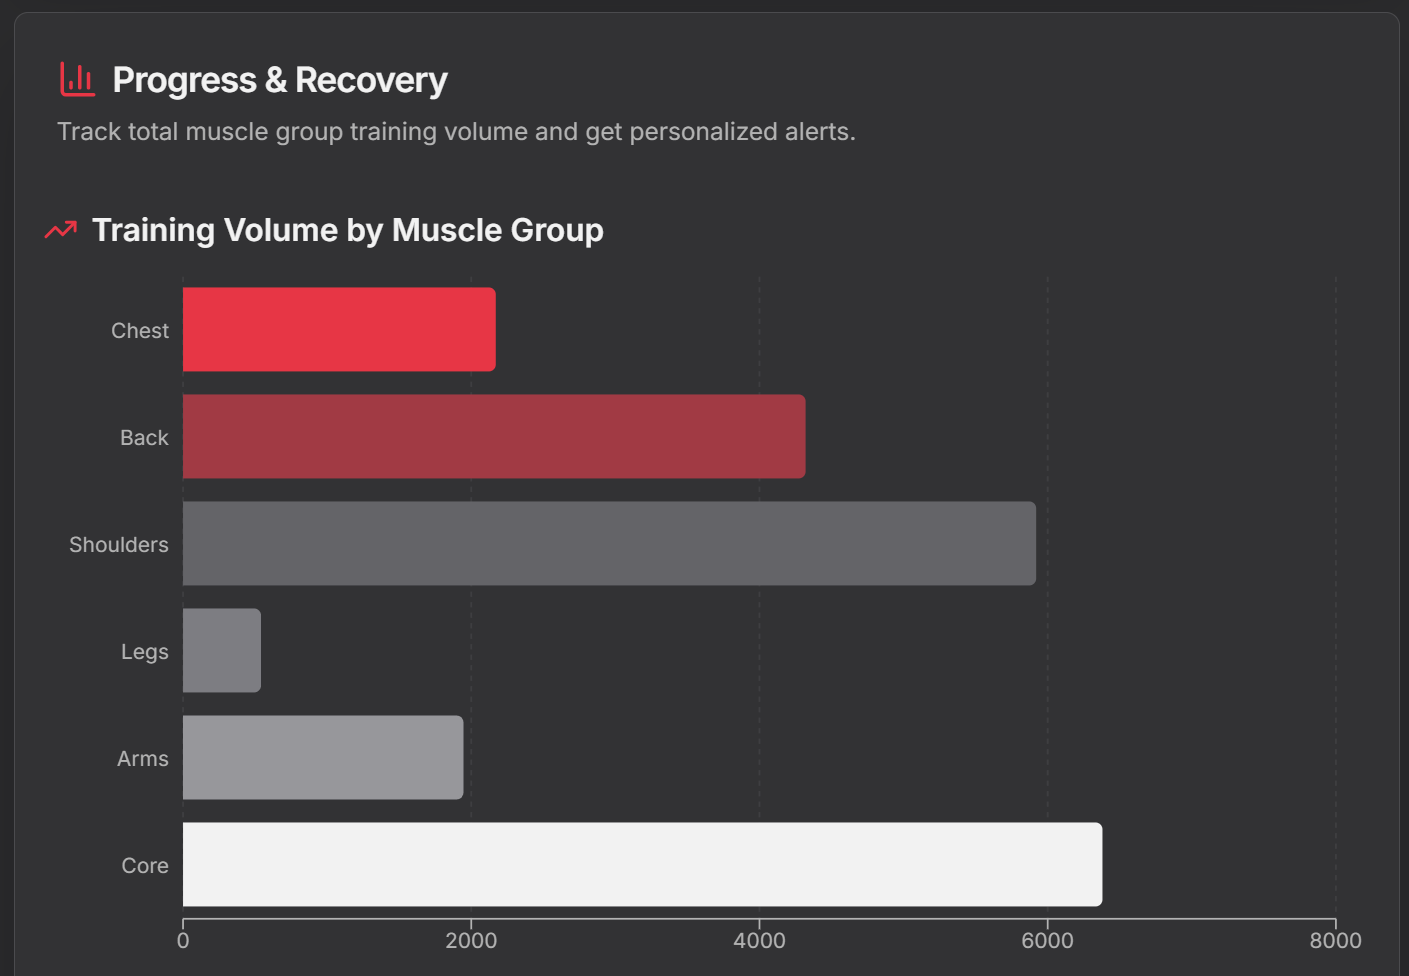 Progress & Recovery
Track total muscle group training volume and get personalized alerts.
Training Volume by Muscle Group
Chest
Back
Shoulders
Legs
Arms
Core
0 2000 4000 6000 8000